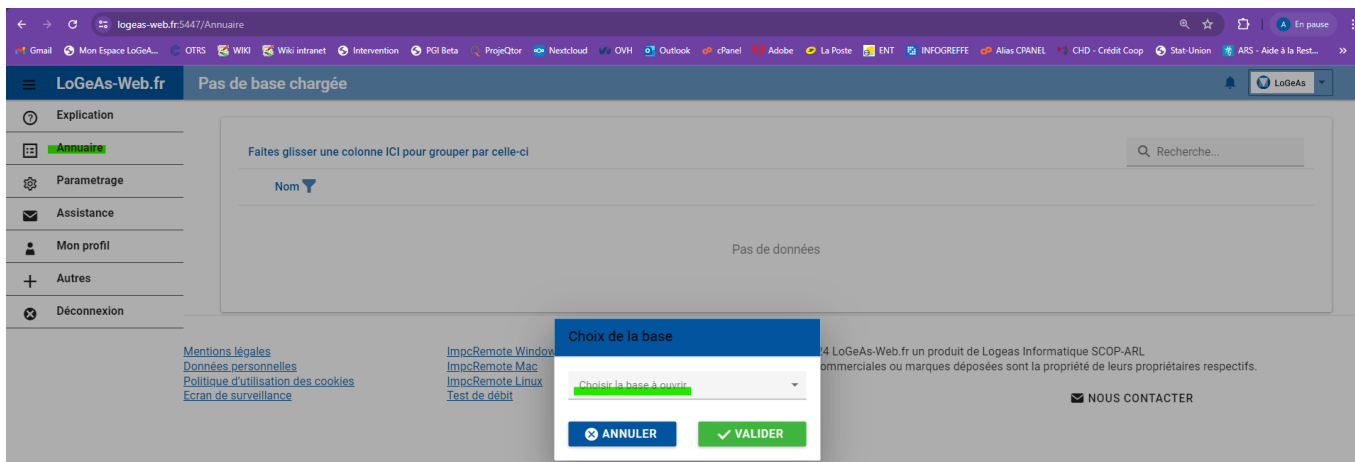 logeas-web.fr:5447/Annuaire
A En pause
Gmail Mon Espace LoGeA... OTRS WIKI Wiki intranet Intervention PGI Beta ProjeQtor Nextcloud OVH Outlook cPanel Adobe La Poste ENT INFOGREFFE Alias CPANEL CHD - Crédit Coop Stat-Union ARS - Aide à la Rest... »
LoGeAs-Web.fr Pas de base chargée LoGeAs
Explication
Annuaire
Parametrage
Assistance
Mon profil
Autres
Déconnexion
Faites glisser une colonne ICI pour grouper par celle-ci Recherche...
Nom
Pas de données
Choix de la base
Choisir la base à ouvrir
ANNULER VALIDER
Mentions légales
Données personnelles
Politique d'utilisation des cookies
Ecran de surveillance
ImpcRemote Window
ImpcRemote Mac
ImpcRemote Linux
Test de débit
4 LoGeAs-Web.fr un produit de Logeas Informatique SCOP-ARL
ommerciales ou marques déposées sont la propriété de leurs propriétaires respectifs.
NOUS CONTACTER